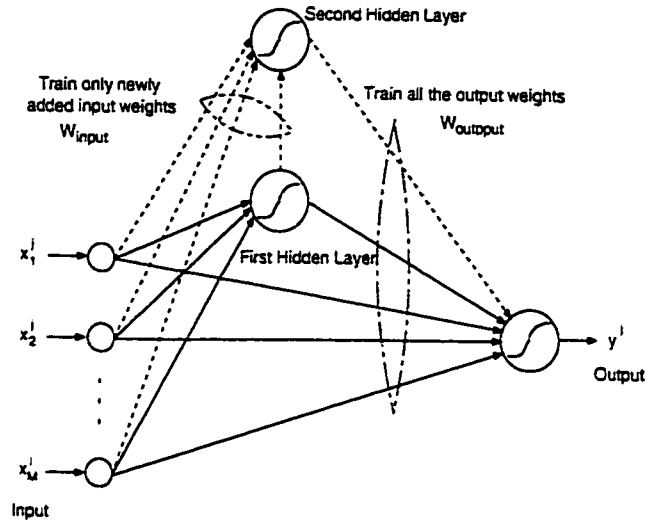 Second Hidden Layer
Train only newly
added input weights
W_input
Train all the output weights
W_outpput
x_1^j
First Hidden Layer
x_2^j
y^j
Output
x_M^j
Input